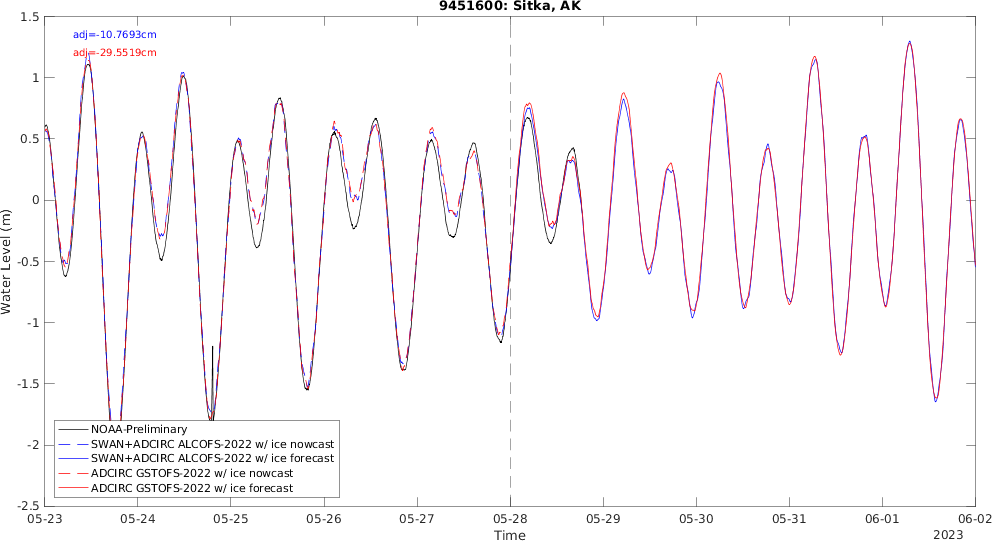 9451600: Sitka, AK
1.5
adj=-10.7693cm
adj=-29.5519cm
1
0.5
0
-0.5
-1
-1.5
-2
-2.5
Water Level (m)
NOAA-Preliminary
SWAN+ADCIRC ALCOFS-2022 w/ ice nowcast
SWAN+ADCIRC ALCOFS-2022 w/ ice forecast
ADCIRC GSTOFS-2022 w/ ice nowcast
ADCIRC GSTOFS-2022 w/ ice forecast
05-23 05-24 05-25 05-26 05-27 05-28 05-29 05-30 05-31 06-01 06-02
Time
2023